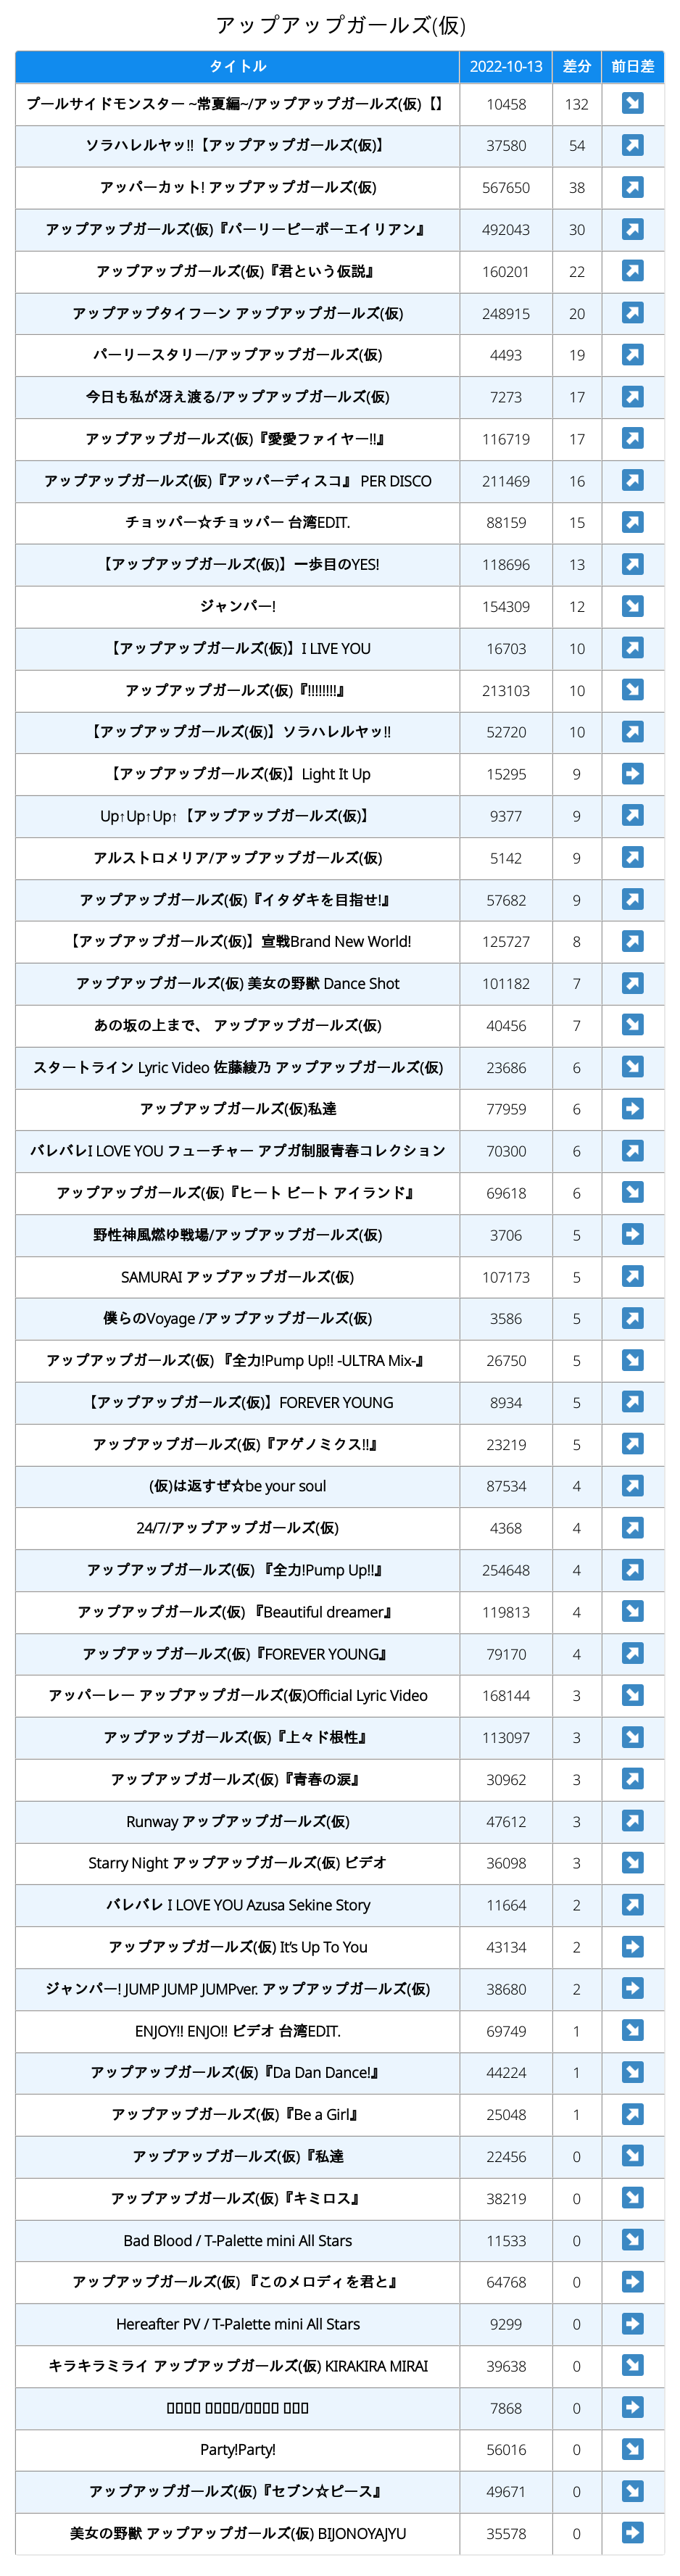 アップアップガールズ(仮)
タイトル 2022-10-13 差分 前日差
プールサイドモンスター ~常夏編~/アップアップガールズ(仮)【】 10458 132 ↘
ソラハレルヤッ!!【アップアップガールズ(仮)】 37580 54 ↗
アッパーカット! アップアップガールズ(仮) 567650 38 ↗
アップアップガールズ(仮)『パーリーピーポーエイリアン』 492043 30 ↗
アップアップガールズ(仮)『君という仮説』 160201 22 ↗
アップアップタイフーン アップアップガールズ(仮) 248915 20 ↗
パーリースタリー/アップアップガールズ(仮) 4493 19 ↗
今日も私が冴え渡る/アップアップガールズ(仮) 7273 17 ↗
アップアップガールズ(仮)『愛愛ファイヤー!!』 116719 17 ↗
アップアップガールズ(仮)『アッパーディスコ』 PER DISCO 211469 16 ↗
チョッパー☆チョッパー 台湾EDIT. 88159 15 ↗
【アップアップガールズ(仮)】一歩目のYES! 118696 13 ↗
ジャンパー! 154309 12 ↘
【アップアップガールズ(仮)】I LIVE YOU 16703 10 ↗
アップアップガールズ(仮)『!!!!!!!!』 213103 10 ↘
【アップアップガールズ(仮)】ソラハレルヤッ!! 52720 10 ↗
【アップアップガールズ(仮)】Light It Up 15295 9 ➡
Up↑Up↑Up↑【アップアップガールズ(仮)】 9377 9 ↗
アルストロメリア/アップアップガールズ(仮) 5142 9 ↗
アップアップガールズ(仮)『イタダキを目指せ!』 57682 9 ↗
【アップアップガールズ(仮)】宣戦Brand New World! 125727 8 ↗
アップアップガールズ(仮) 美女の野獣 Dance Shot 101182 7 ↗
あの坂の上まで、 アップアップガールズ(仮) 40456 7 ↘
スタートライン Lyric Video 佐藤綾乃 アップアップガールズ(仮) 23686 6 ↘
アップアップガールズ(仮)私達 77959 6 ➡
バレバレI LOVE YOU フューチャー アプガ制服青春コレクション 70300 6 ↗
アップアップガールズ(仮)『ヒート ビート アイランド』 69618 6 ↘
野性神風燃ゆ戦場/アップアップガールズ(仮) 3706 5 ➡
SAMURAI アップアップガールズ(仮) 107173 5 ↗
僕らのVoyage /アップアップガールズ(仮) 3586 5 ↗
アップアップガールズ(仮) 『全力!Pump Up!! -ULTRA Mix-』 26750 5 ↘
【アップアップガールズ(仮)】FOREVER YOUNG 8934 5 ↗
アップアップガールズ(仮)『アゲノミクス!!』 23219 5 ↗
(仮)は返すぜ☆be your soul 87534 4 ↗
24/7/アップアップガールズ(仮) 4368 4 ↗
アップアップガールズ(仮) 『全力!Pump Up!!』 254648 4 ↗
アップアップガールズ(仮) 『Beautiful dreamer』 119813 4 ↘
アップアップガールズ(仮)『FOREVER YOUNG』 79170 4 ↗
アッパーレー アップアップガールズ(仮)Official Lyric Video 168144 3 ↘
アップアップガールズ(仮)『上々ド根性』 113097 3 ↘
アップアップガールズ(仮)『青春の涙』 30962 3 ↗
Runway アップアップガールズ(仮) 47612 3 ↗
Starry Night アップアップガールズ(仮) ビデオ 36098 3 ↘
バレバレ I LOVE YOU Azusa Sekine Story 11664 2 ↗
アップアップガールズ(仮) It's Up To You 43134 2 ➡
ジャンパー! JUMP JUMP JUMPver. アップアップガールズ(仮) 38680 2 ➡
ENJOY!! ENJO!! ビデオ 台湾EDIT. 69749 1 ↘
アップアップガールズ(仮)『Da Dan Dance!』 44224 1 ↘
アップアップガールズ(仮)『Be a Girl』 25048 1 ↗
アップアップガールズ(仮)『私達 22456 0 ↘
アップアップガールズ(仮)『キミロス』 38219 0 ↘
Bad Blood / T-Palette mini All Stars 11533 0 ↘
アップアップガールズ(仮) 『このメロディを君と』 64768 0 ➡
Hereafter PV / T-Palette mini All Stars 9299 0 ➡
キラキラミライ アップアップガールズ(仮) KIRAKIRA MIRAI 39638 0 ↘
7868 0 ➡
Party!Party! 56016 0 ↘
アップアップガールズ(仮)『セブン☆ピース』 49671 0 ↘
美女の野獣 アップアップガールズ(仮) BIJONOYAJYU 35578 0 ➡